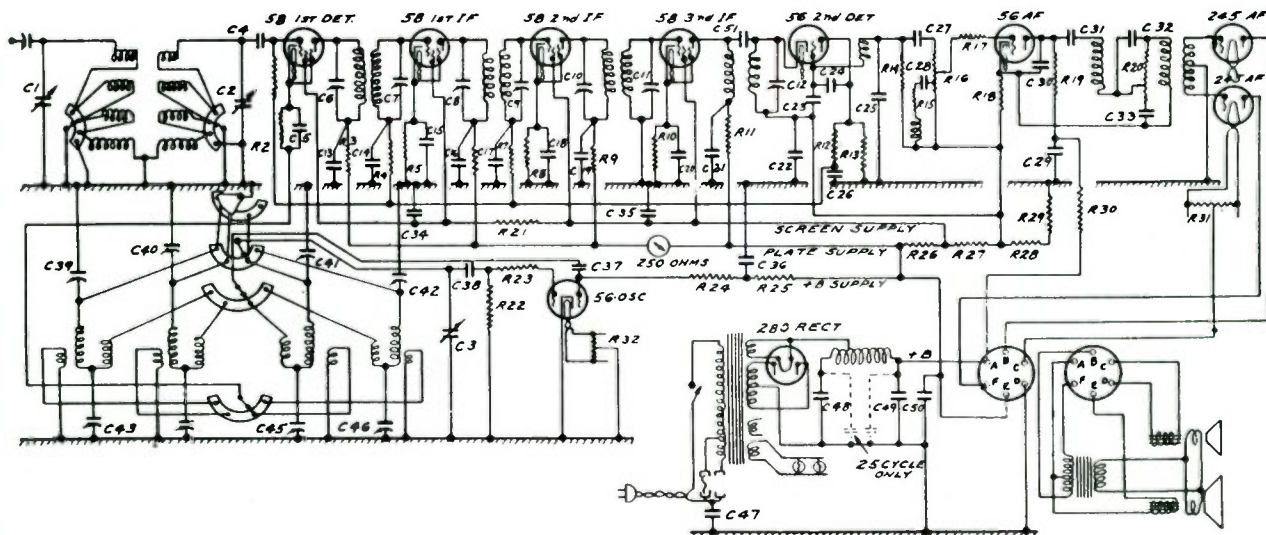 58 1ST DET.
58 1ST IF
58 2nd IF
58 3nd IF
56 2nd DET
56 AF
245 AF
C4
C51
C27
C31
C32
R17
C1
C2
C6
C7
C8
C9
C10
C11
C12
C24
C23
R14
C28
R16
C30
R19
R20
R15
R18
C25
C33
R2
R3
C15
R10
R11
C13
C14
R4
R5
C17
R8
C18
R9
C20
C21
C22
R12
R13
C26
C29
C34
R21
C35
SCREEN SUPPLY
R29
R30
R31
C39
C40
C41
C42
250 OHMS
PLATE SUPPLY
R26
R27
R28
C38
R23
C37
C36
R24
R25
+B SUPPLY
R22
56·OSC
C3
R32
280 RECT
+B
A B C
F E D
A B C
F E D
C48
C49
C50
C43
C45
C46
25 CYCLE
ONLY
C47